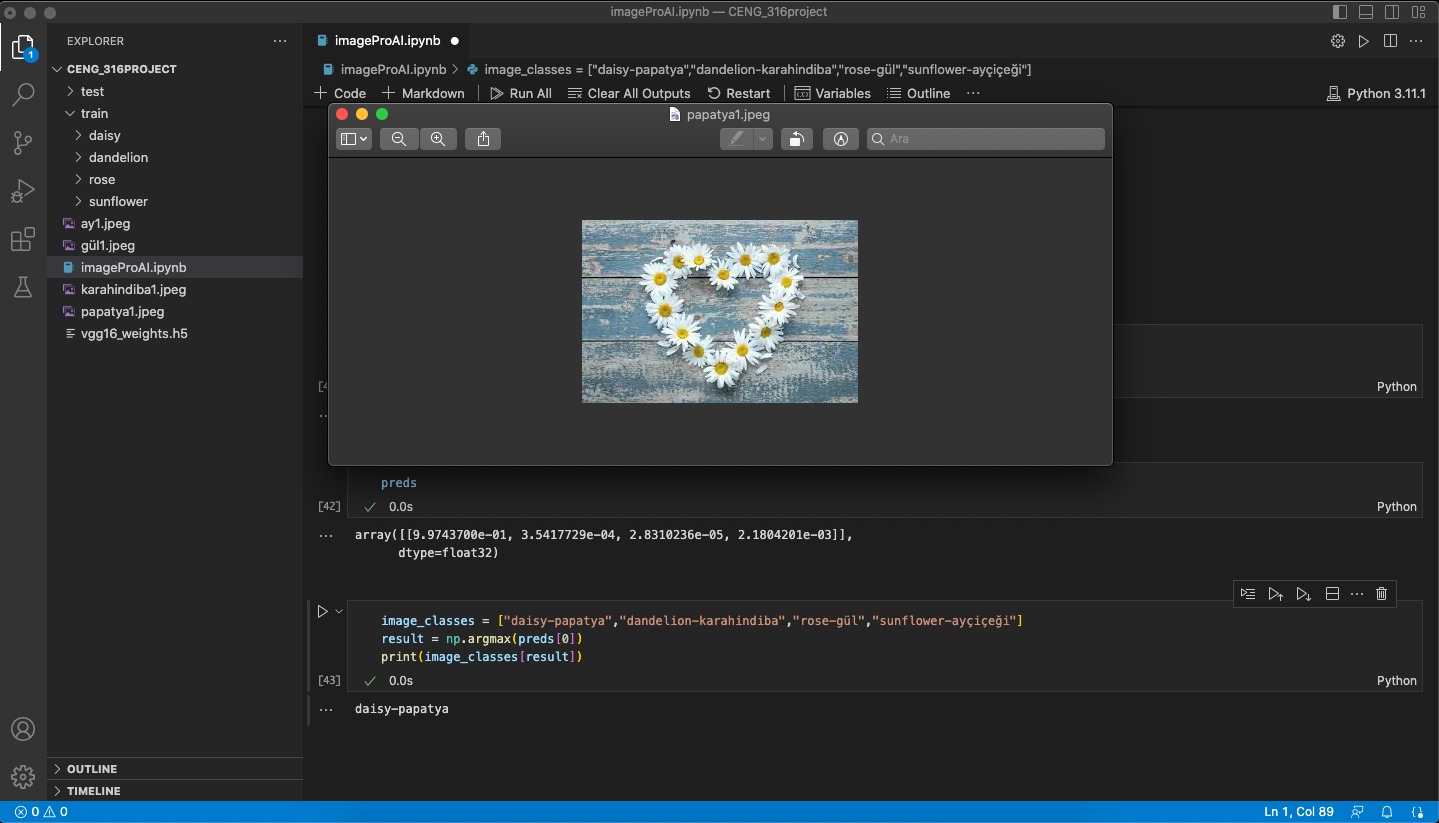 imageProAI.ipynb — CENG_316project
EXPLORER
1
CENG_316PROJECT
test
train
daisy
dandelion
rose
sunflower
ay1.jpeg
gül1.jpeg
imageProAI.ipynb
karahindiba1.jpeg
papatya1.jpeg
vgg16_weights.h5
OUTLINE
TIMELINE
imageProAI.ipynb
imageProAI.ipynb > image_classes = ["daisy-papatya","dandelion-karahindiba","rose-gül","sunflower-ayçiçeği"]
+ Code + Markdown Run All Clear All Outputs Restart Variables Outline ... Python 3.11.1
papatya1.jpeg
Ara
Python
preds
[42] 0.0s Python
... array([[9.9743700e-01, 3.5417729e-04, 2.8310236e-05, 2.1804201e-03]],
dtype=float32)
image_classes = ["daisy-papatya","dandelion-karahindiba","rose-gül","sunflower-ayçiçeği"]
result = np.argmax(preds[0])
print(image_classes[result])
[43] 0.0s Python
... daisy-papatya
0 0 Ln 1, Col 89